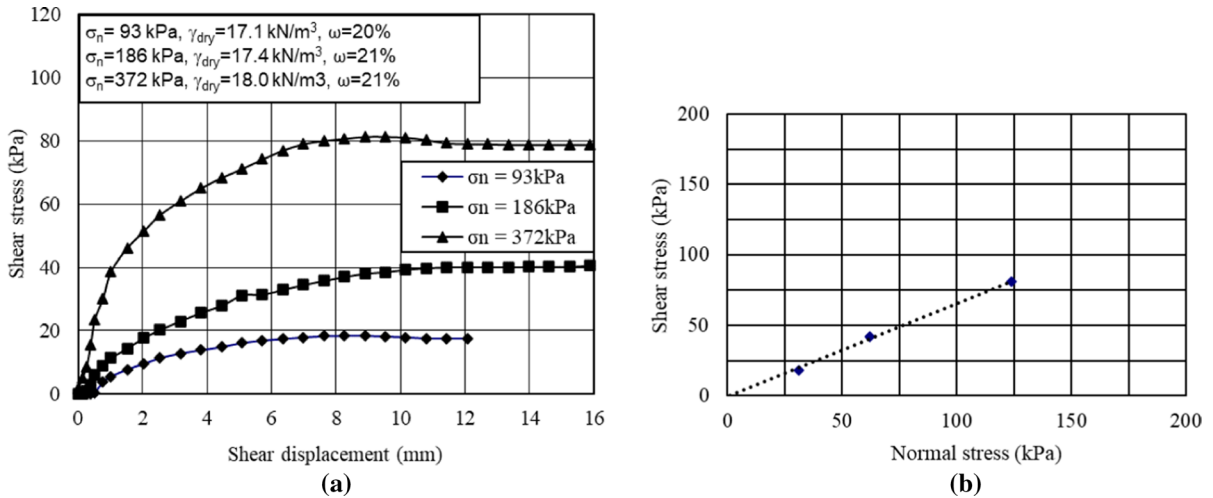 120
100
80
60
40
20
0
Shear stress (kPa)
σn= 93 kPa, γdry=17.1 kN/m³, ω=20%
σn=186 kPa, γdry=17.4 kN/m³, ω=21%
σn=372 kPa, γdry=18.0 kN/m3, ω=21%
σn = 93kPa
σn = 186kPa
σn = 372kPa
0 2 4 6 8 10 12 14 16
Shear displacement (mm)
(a)
200
150
100
50
0
Shear stress (kPa)
0 50 100 150 200
Normal stress (kPa)
(b)